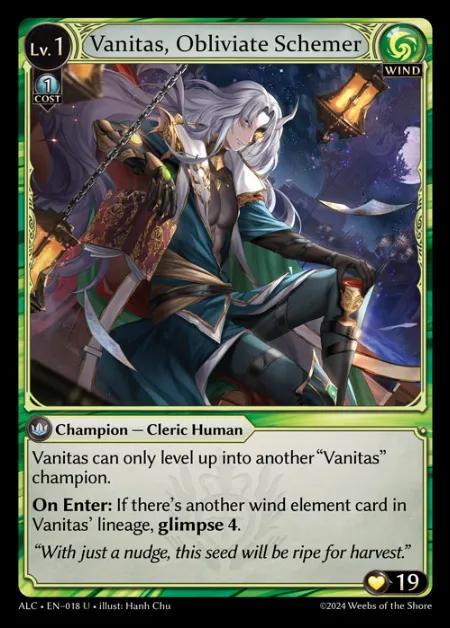 Lv. 1
Vanitas, Obliviate Schemer
WIND
1
COST
Champion — Cleric Human
Vanitas can only level up into another “Vanitas”
champion.
On Enter: If there's another wind element card in
Vanitas' lineage, glimpse 4.
“With just a nudge, this seed will be ripe for harvest.”
19
ALC • EN–018 U • illust: Hanh Chu
©2024 Weebs of the Shore